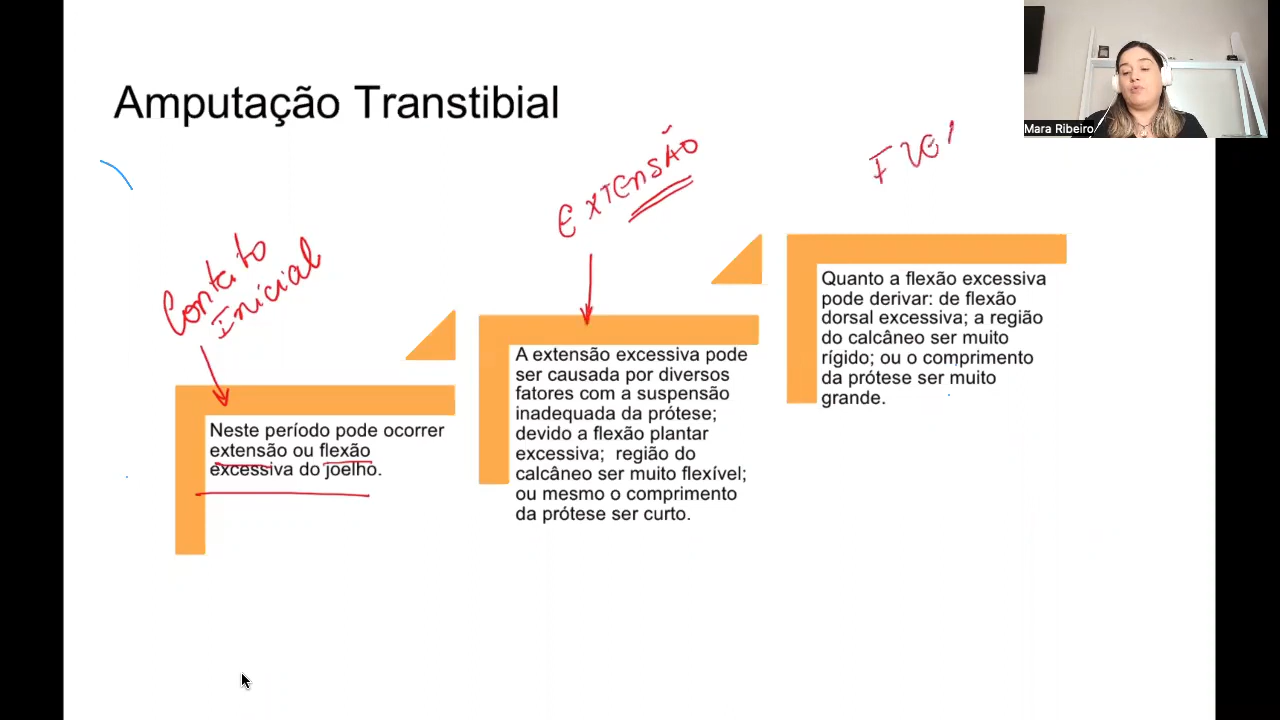 Amputação Transtibial
Mara Ribeiro
Contato
Inicial
EXTENSÃO
Neste período pode ocorrer
extensão ou flexão
excessiva do joelho.
A extensão excessiva pode
ser causada por diversos
fatores com a suspensão
inadequada da prótese;
devido a flexão plantar
excessiva; região do
calcâneo ser muito flexível;
ou mesmo o comprimento
da prótese ser curto.
Quanto a flexão excessiva
pode derivar: de flexão
dorsal excessiva; a região
do calcâneo ser muito
rígido; ou o comprimento
da prótese ser muito
grande.